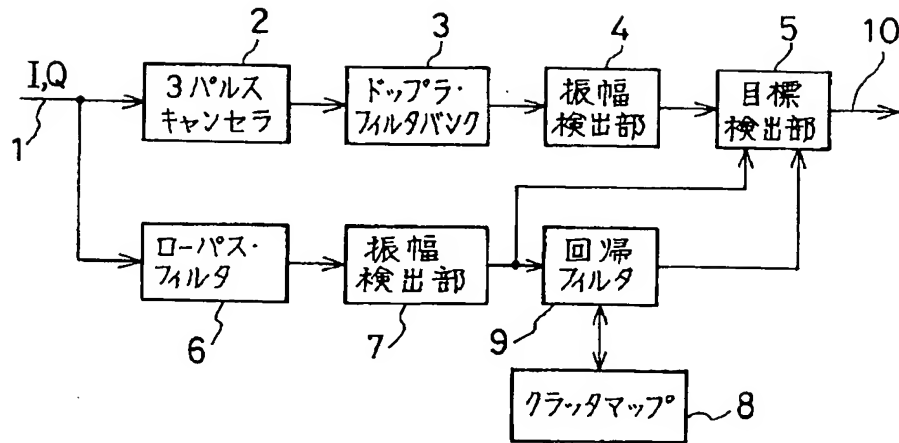 2
3
4
5
10
I,Q
1
3パルス
キャンセラ
ドップラ・
フィルタバンク
振幅
検出部
目標
検出部
ローパス・
フィルタ
6
振幅
検出部
7
回帰
フィルタ
9
クラッタマップ
8